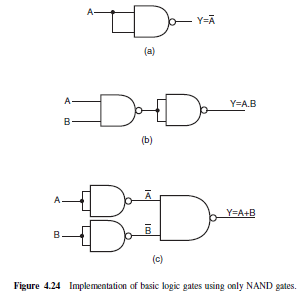 A
Y=A̅
(a)
A
Y=A.B
B
(b)
A
A̅
Y=A+B
B
B̅
(c)
Figure 4.24 Implementation of basic logic gates using only NAND gates.